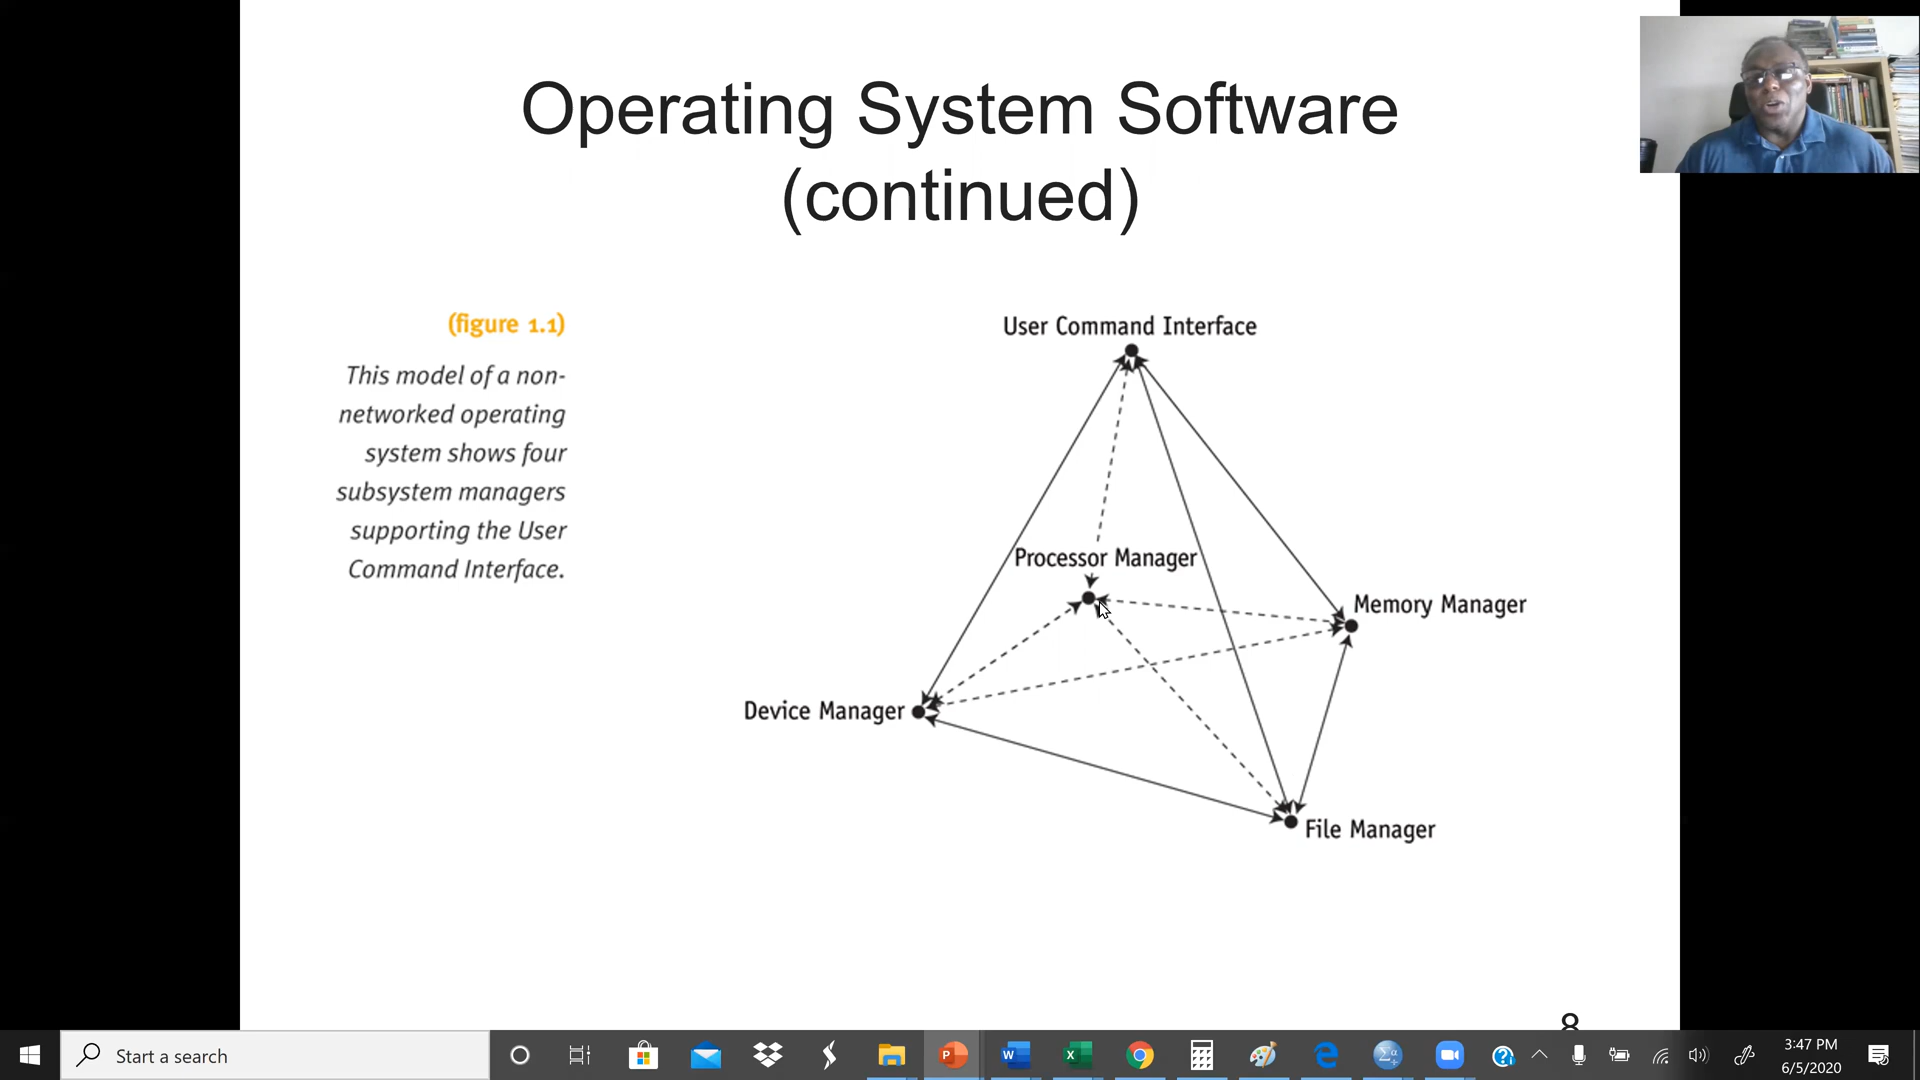 Operating System Software
(continued)
(figure 1.1)
This model of a non-
networked operating
system shows four
subsystem managers
supporting the User
Command Interface.
User Command Interface
Processor Manager
Memory Manager
Device Manager
File Manager
8
Start a search
3:47 PM
6/5/2020